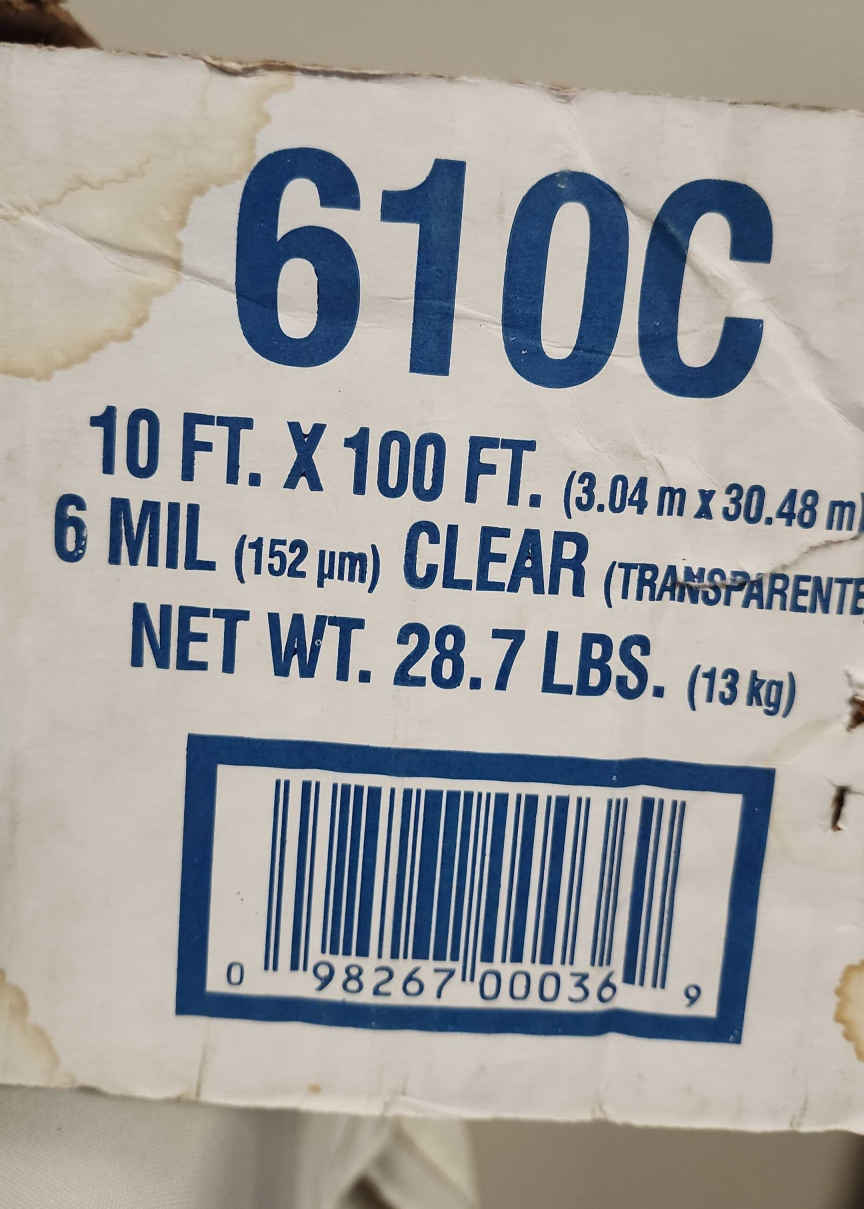 610C
10 FT. X 100 FT. (3.04 m x 30.48 m)
6 MIL (152 µm) CLEAR (TRANSPARENTE
NET WT. 28.7 LBS. (13 kg)
0 98267 00036 9